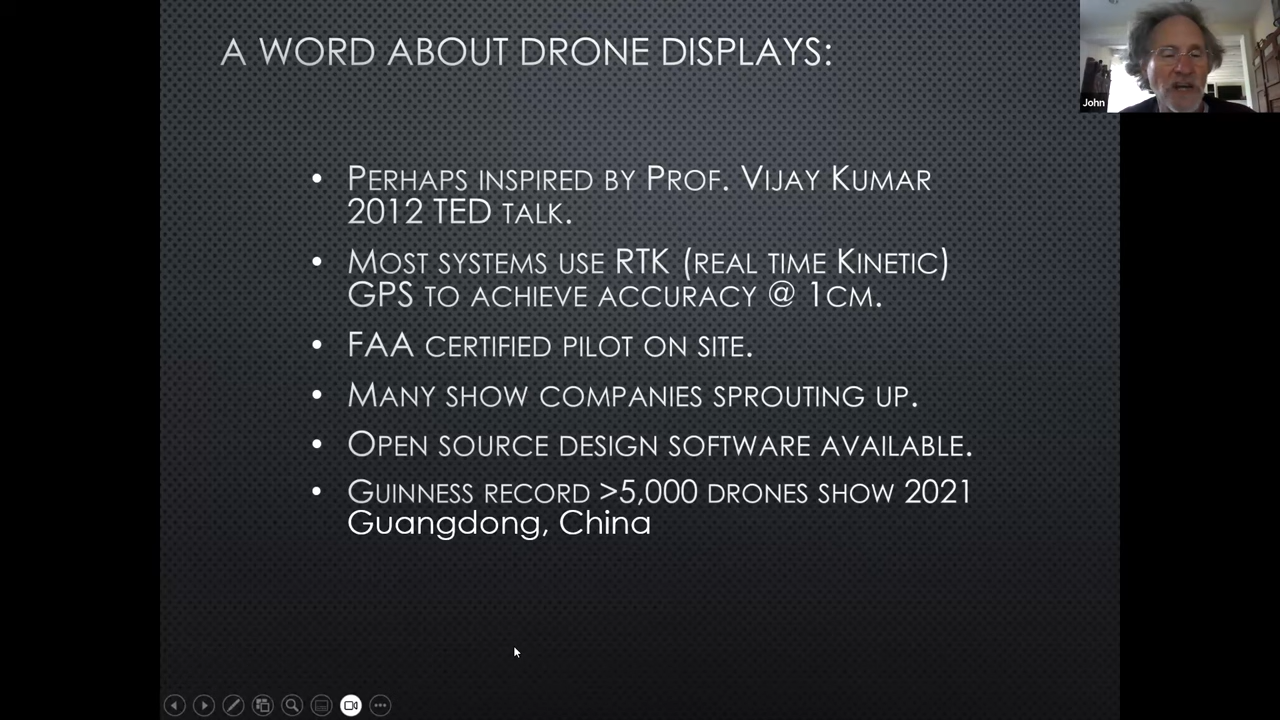 A WORD ABOUT DRONE DISPLAYS:
John
• PERHAPS INSPIRED BY PROF. VIJAY KUMAR
2012 TED TALK.
• MOST SYSTEMS USE RTK (REAL TIME KINETIC)
GPS TO ACHIEVE ACCURACY @ 1CM.
• FAA CERTIFIED PILOT ON SITE.
• MANY SHOW COMPANIES SPROUTING UP.
• OPEN SOURCE DESIGN SOFTWARE AVAILABLE.
• GUINNESS RECORD >5,000 DRONES SHOW 2021
Guangdong, China